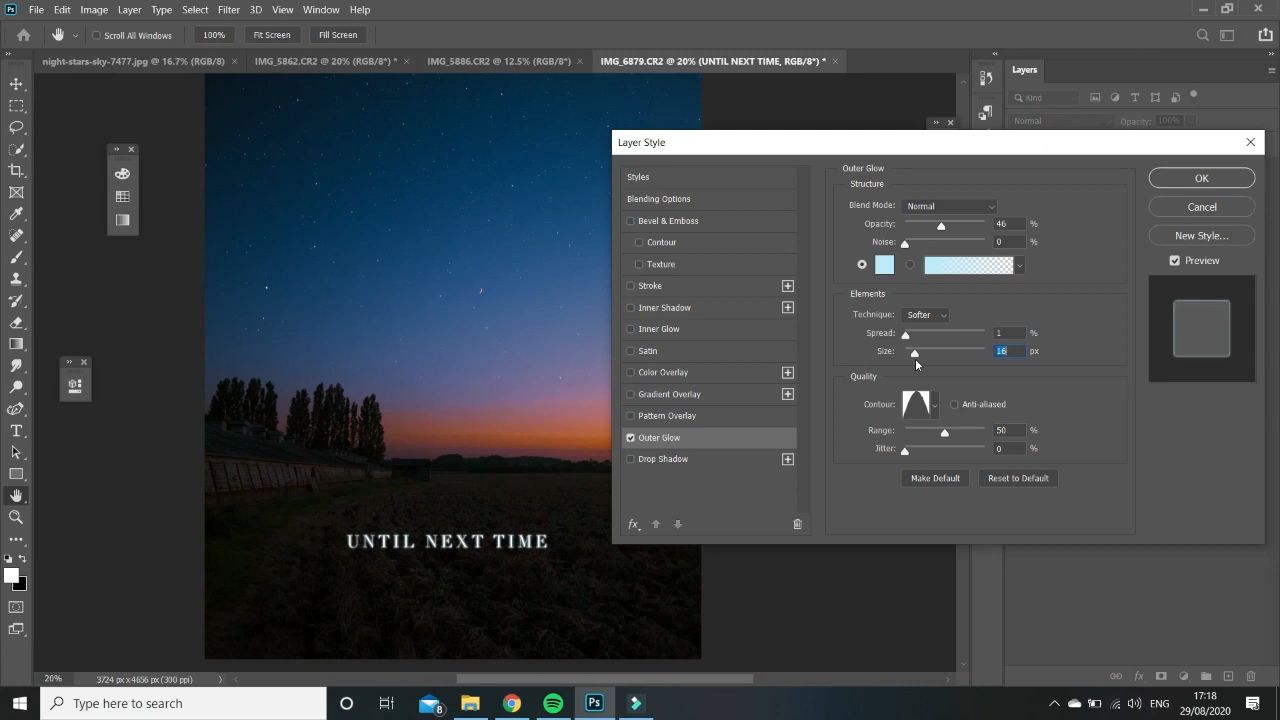 Ps File Edit Image Layer Type Select Filter 3D View Window Help
Scroll All Windows 100% Fit Screen Fill Screen
night-stars-sky-7477.jpg @ 16.7% (RGB/8) IMG_5862.CR2 @ 20% (RGB/8*) * IMG_5886.CR2 @ 12.5% (RGB/8*) IMG_6879.CR2 @ 20% (UNTIL NEXT TIME, RGB/8*) *
Layers
Kind
Normal Opacity: 100%
Layer Style
Styles
Blending Options
Bevel & Emboss
Contour
Texture
Stroke
Inner Shadow
Inner Glow
Satin
Color Overlay
Gradient Overlay
Pattern Overlay
Outer Glow
Drop Shadow
fx
Outer Glow
Structure
Blend Mode: Normal
Opacity: 46 %
Noise: 0 %
Elements
Technique: Softer
Spread: 1 %
Size: 16 px
Quality
Contour: Anti-aliased
Range: 50 %
Jitter: 0 %
Make Default Reset to Default
OK
Cancel
New Style...
Preview
UNTIL NEXT TIME
20% 3724 px x 4656 px (300 ppi)
fx
Type here to search
8
Ps
ENG
17:18
29/08/2020